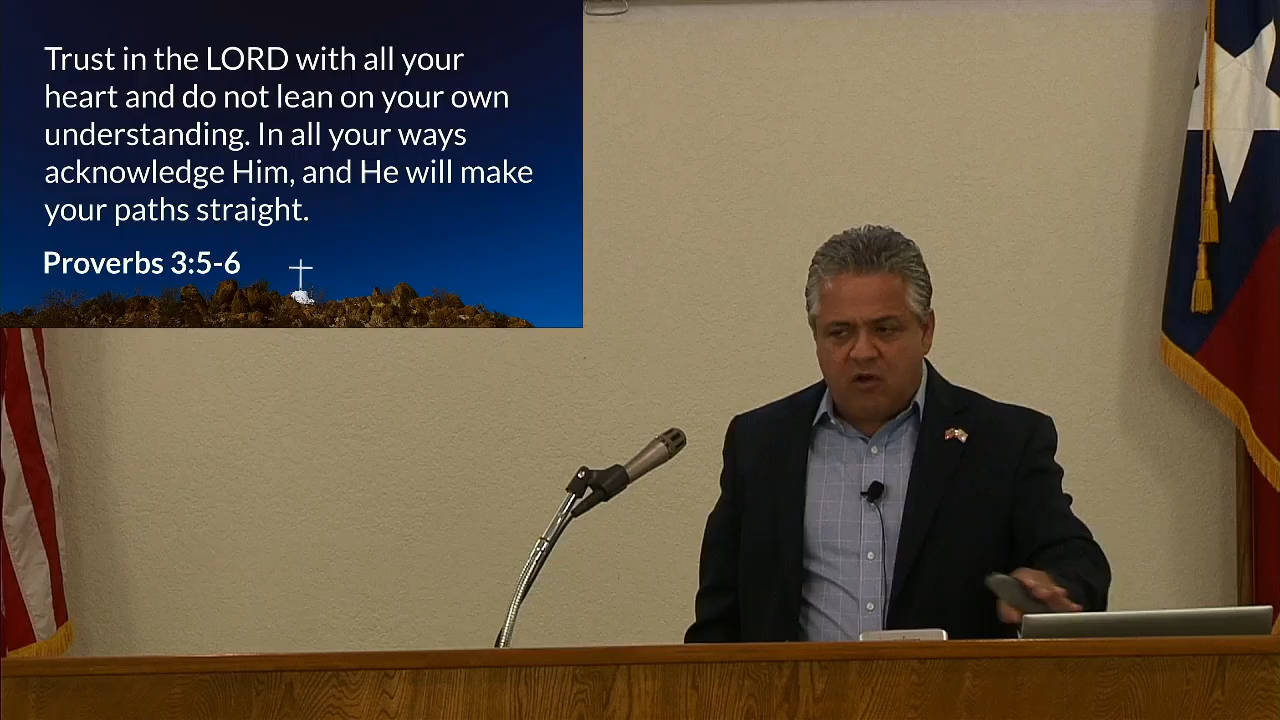 Trust in the LORD with all your
heart and do not lean on your own
understanding. In all your ways
acknowledge Him, and He will make
your paths straight.
Proverbs 3:5-6